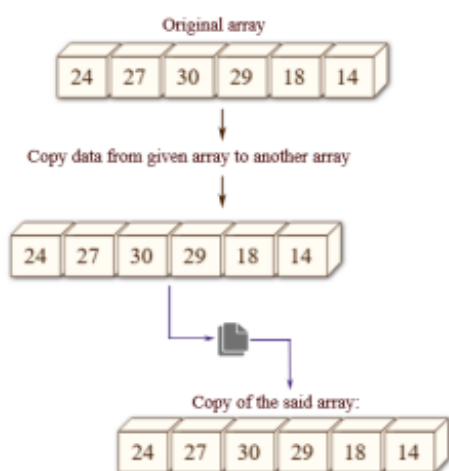 Original array
24 27 30 29 18 14
Copy data from given array to another array
24 27 30 29 18 14
Copy of the said array:
24 27 30 29 18 14